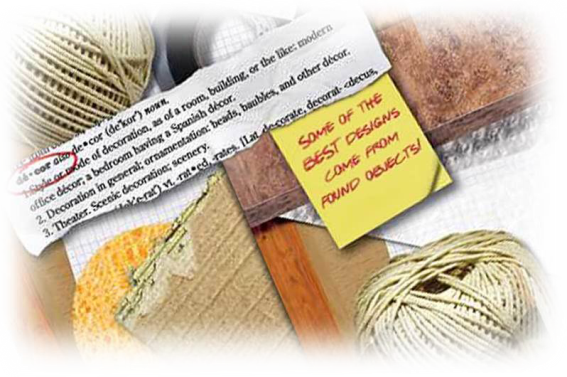 dé•cor also de•cor (dē'kor') noun.
1. Style or mode of decoration, as of a room, building, or the like: modern
office décor; a bedroom having a Spanish décor.
2. Decoration in general; ornamentation: beads, baubles, and other décor.
3. Theater. Scenic decoration; scenery.
vt. rat•ed, -rates. [Lat. decorate, decorat- <decus,
SOME OF THE
BEST DESIGNS
COME FROM
FOUND OBJECTS!